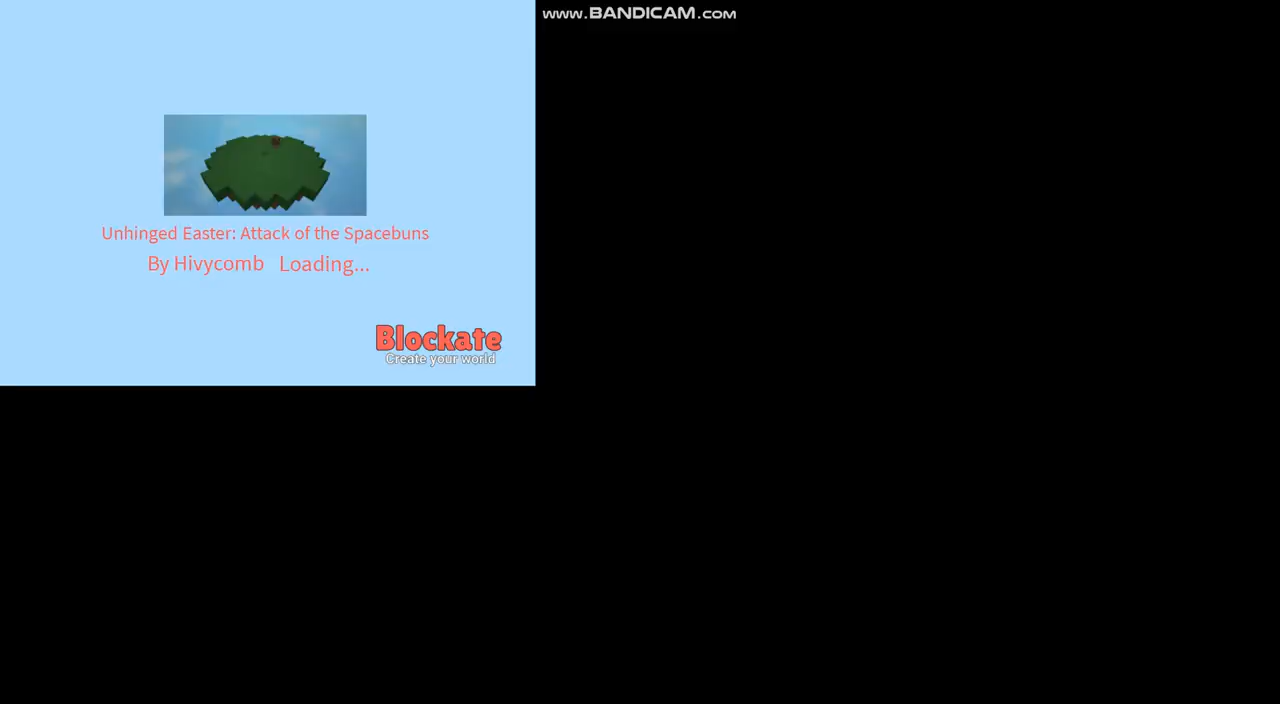 www.BANDICAM.com
Unhinged Easter: Attack of the Spacebuns
By Hivycomb Loading...
Blockate
Create your world